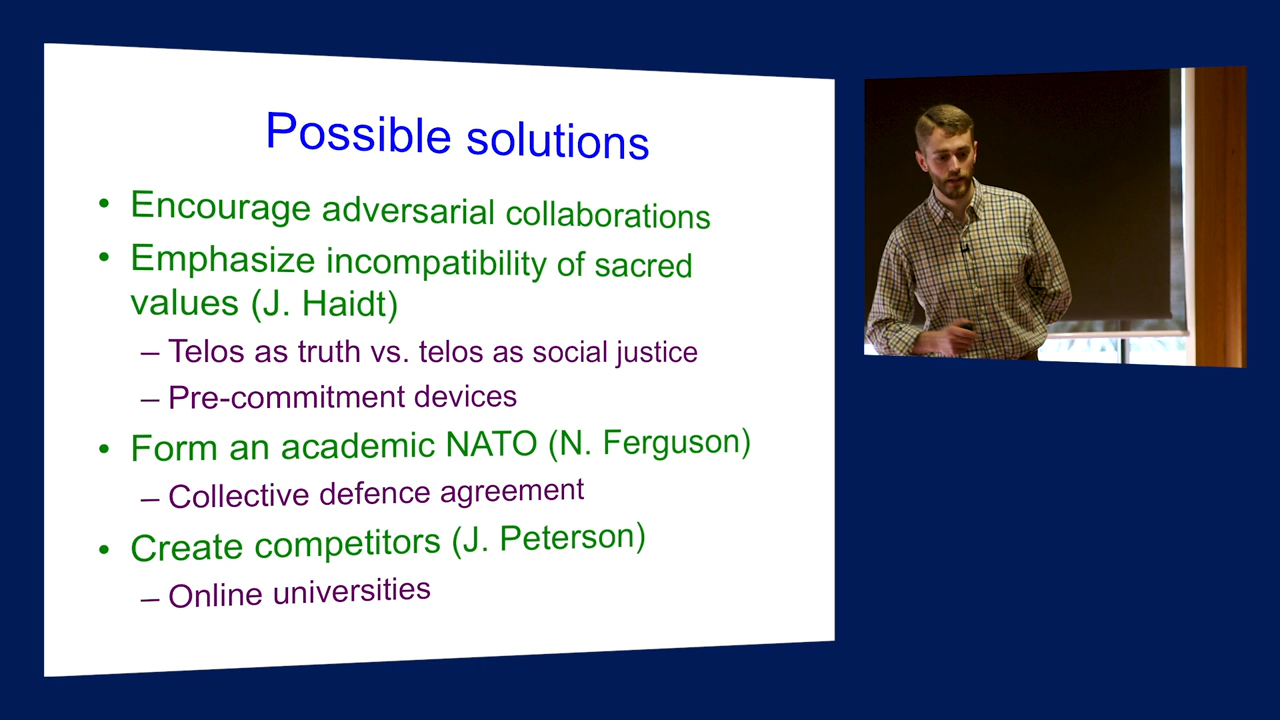 Possible solutions
• Encourage adversarial collaborations
• Emphasize incompatibility of sacred
values (J. Haidt)
– Telos as truth vs. telos as social justice
– Pre-commitment devices
• Form an academic NATO (N. Ferguson)
– Collective defence agreement
• Create competitors (J. Peterson)
– Online universities